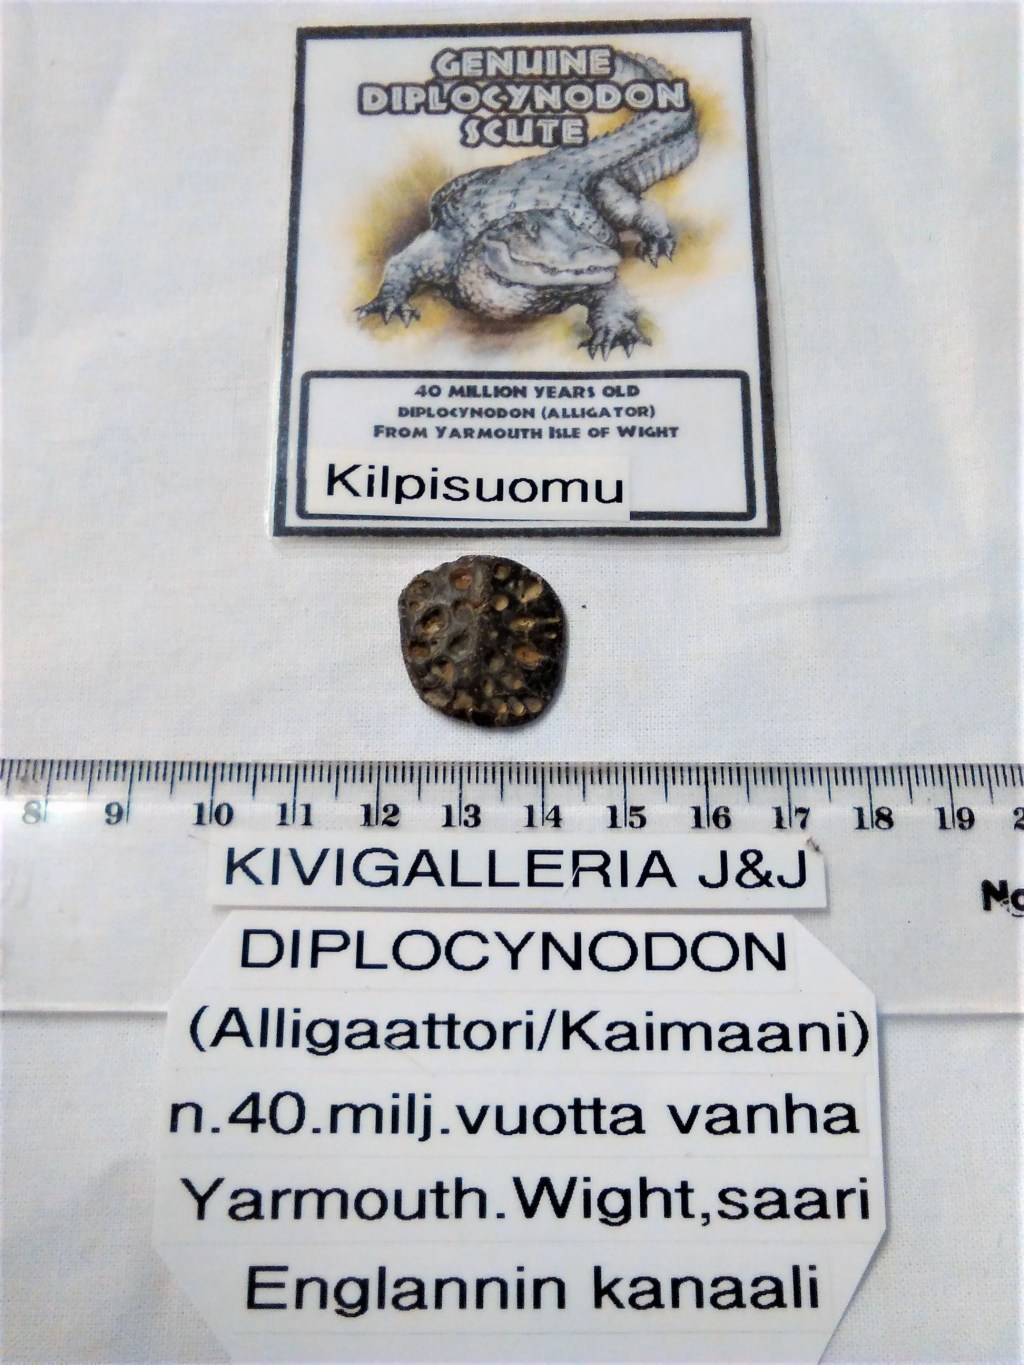 GENUINE
DIPLOCYNODON
SCUTE
40 MILLION YEARS OLD
DIPLOCYNODON (ALLIGATOR)
FROM YARMOUTH ISLE OF WIGHT
Kilpisuomu
8 9 10 11 12 13 14 15 16 17 18 19 2
KIVIGALLERIA J&J
No
DIPLOCYNODON
(Alligaattori/Kaimaani)
n.40.milj.vuotta vanha
Yarmouth.Wight,saari
Englannin kanaali